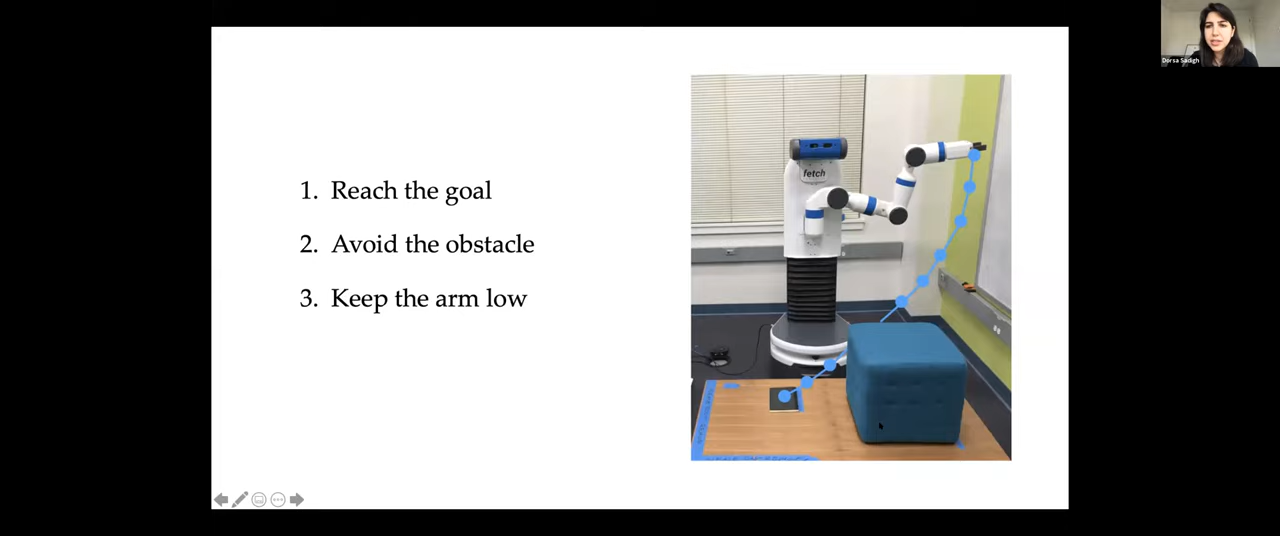 Dorsa Sadigh
1. Reach the goal
2. Avoid the obstacle
3. Keep the arm low
fetch